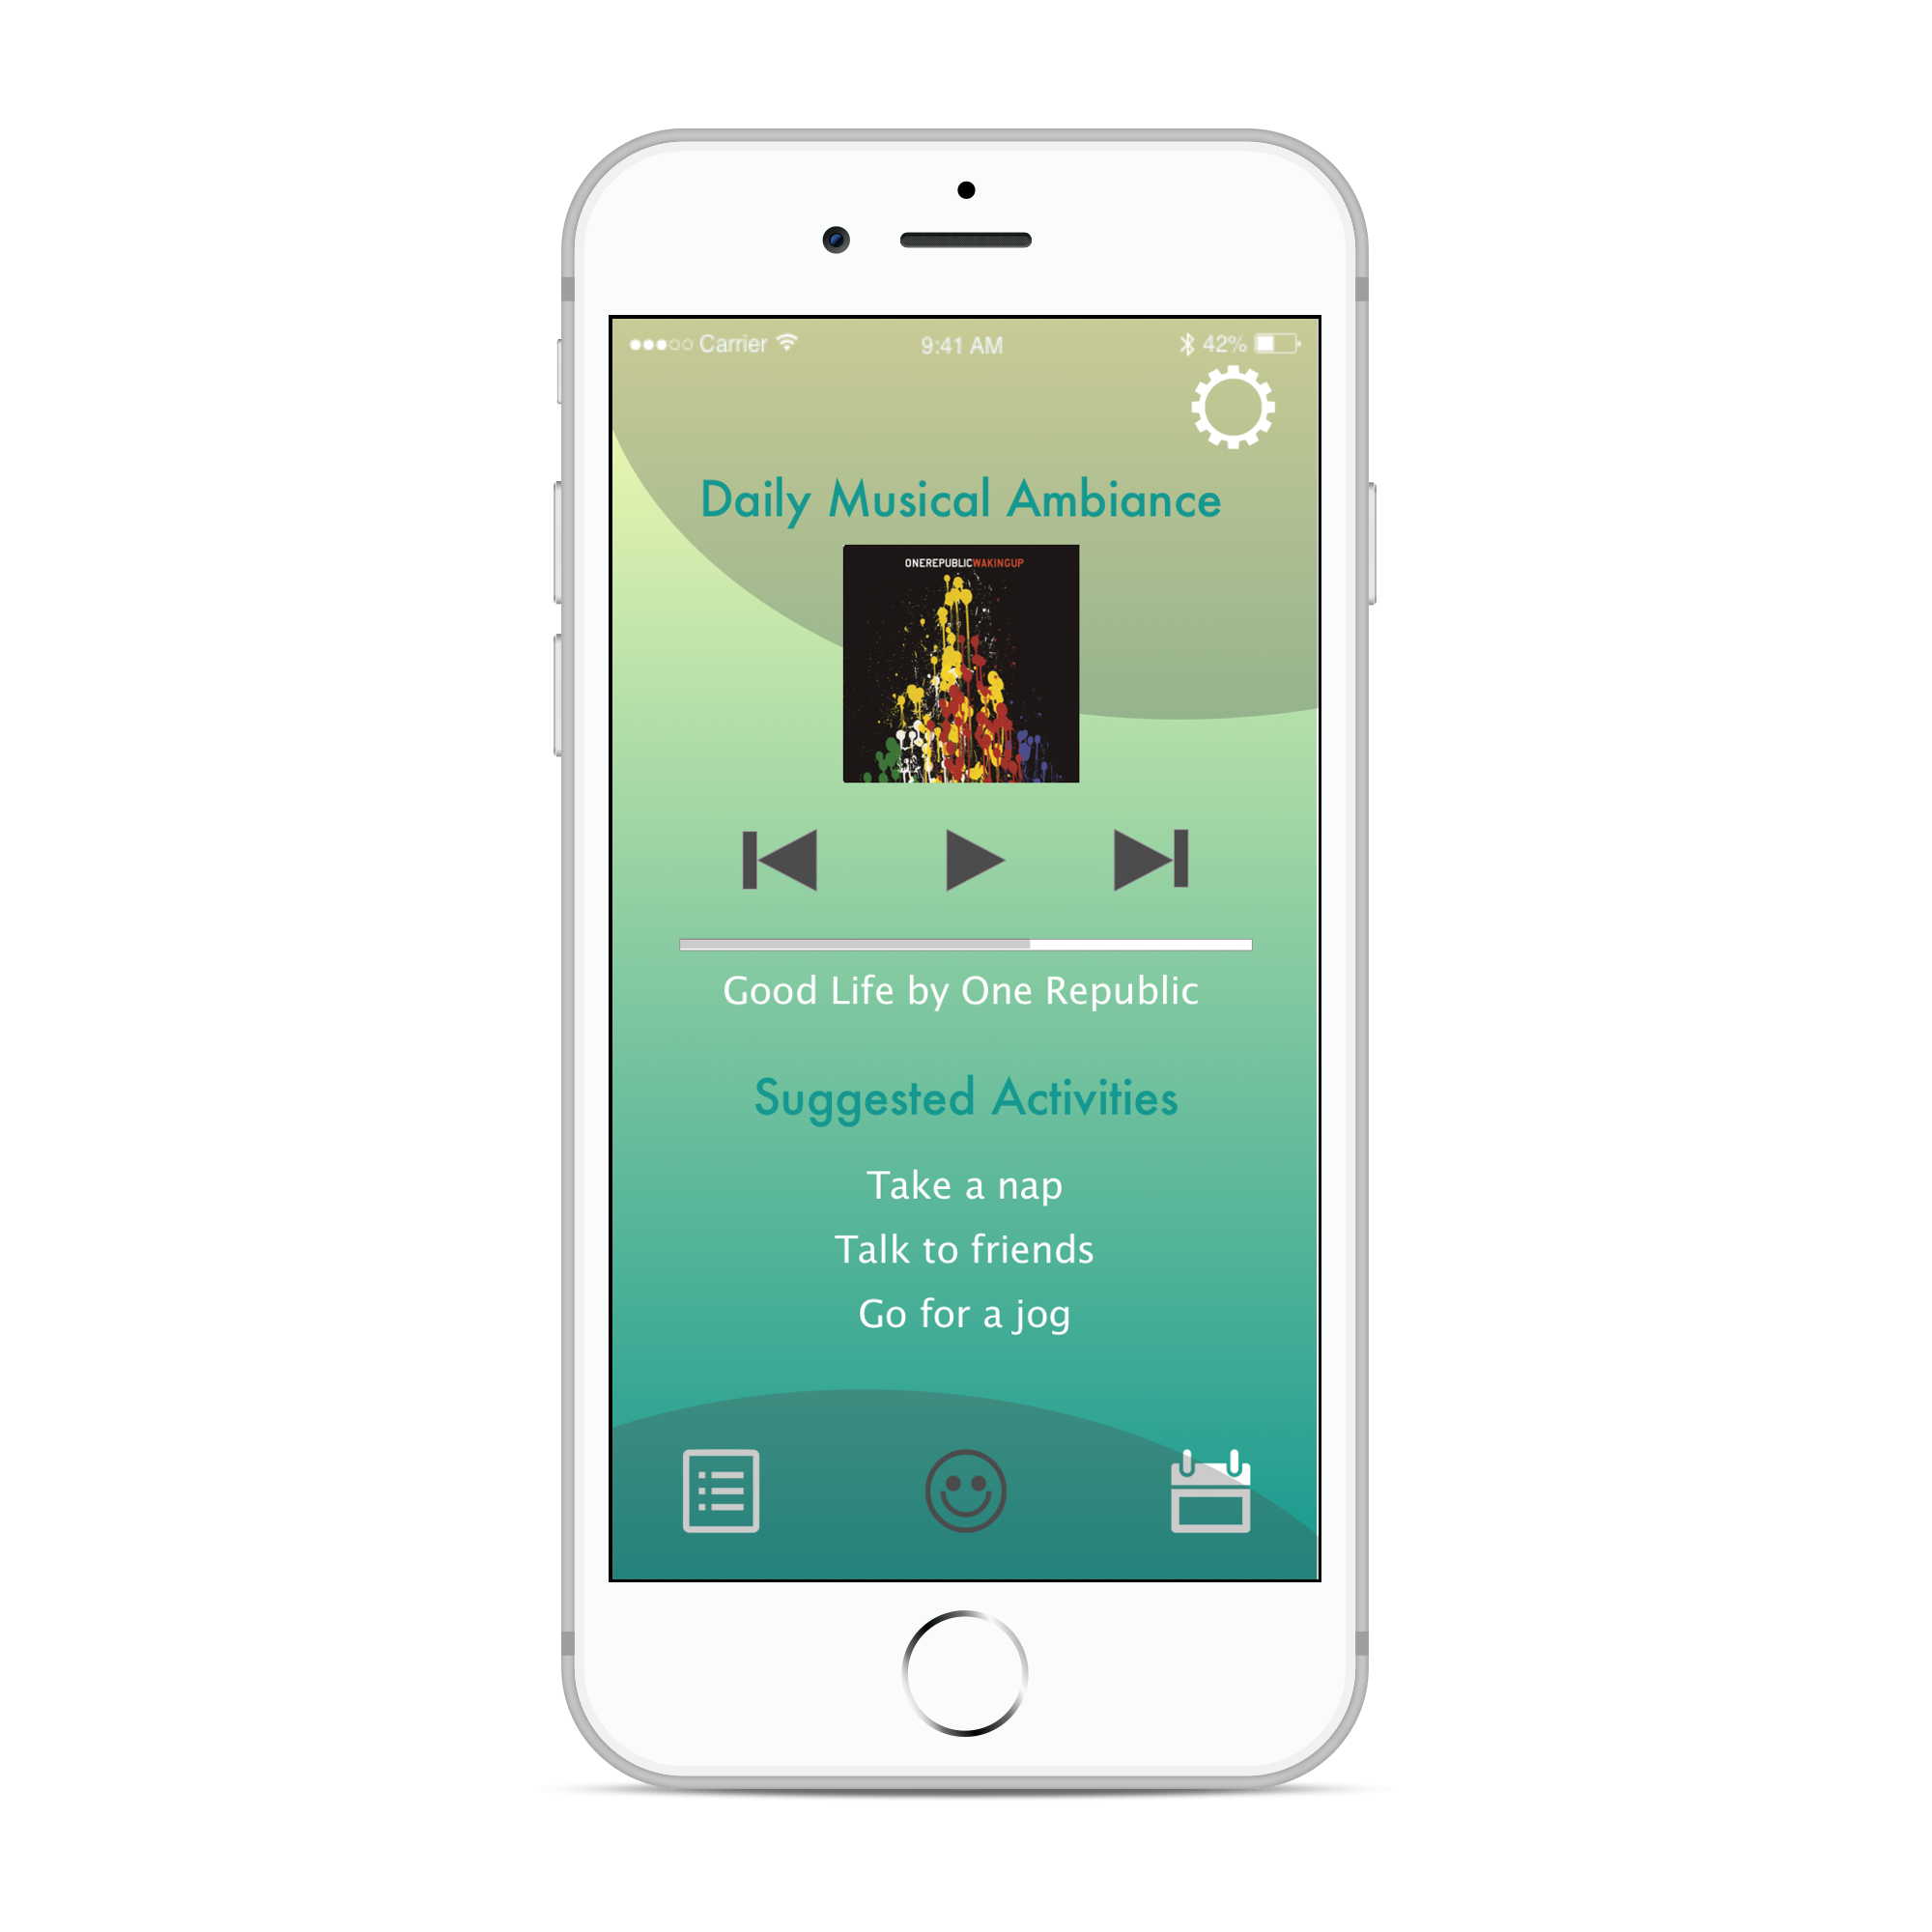 Carrier 9:41 AM 42%
Daily Musical Ambiance
ONEREPUBLICWAKINGUP
Good Life by One Republic
Suggested Activities
Take a nap
Talk to friends
Go for a jog